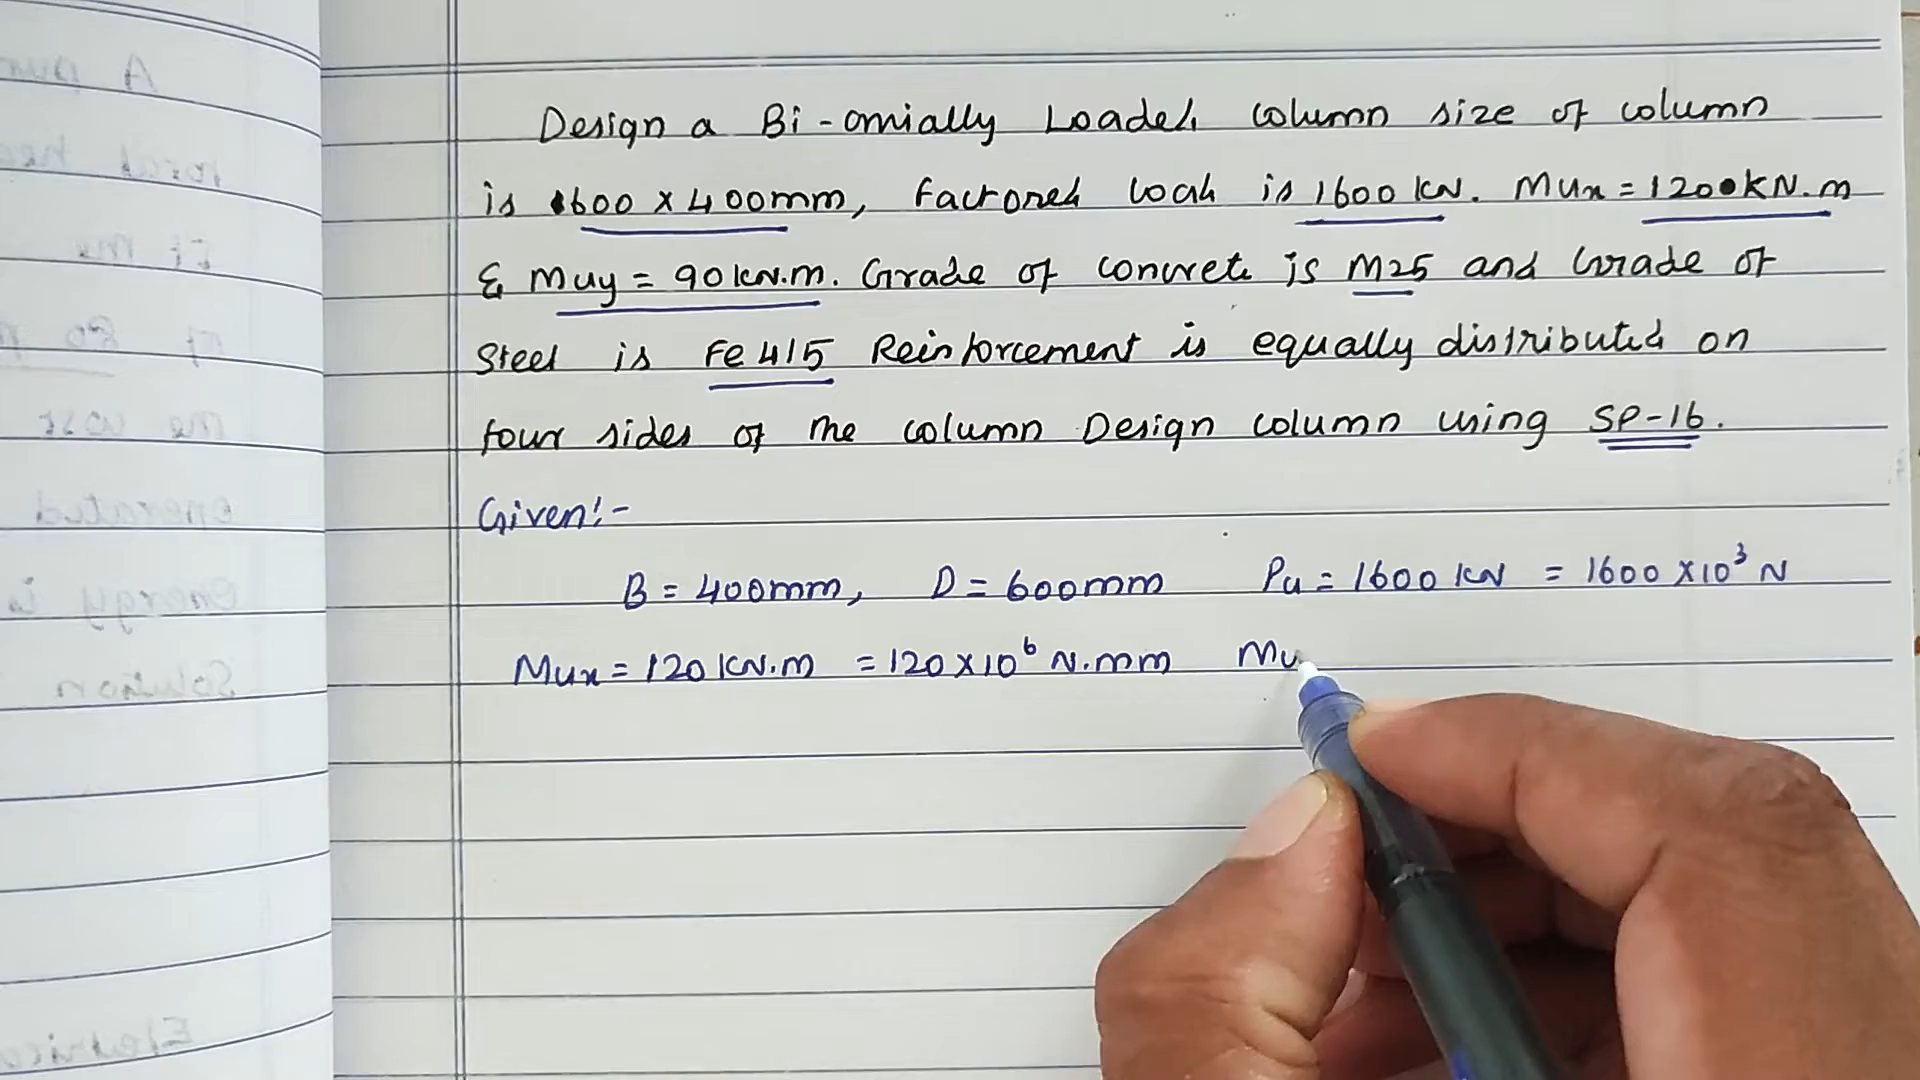 Design a Bi-amially Loaded column size of column
is 600 x 400mm, factored load is 1600 KN. Mux = 120 KN.m
& Muy = 90 KN.m. Grade of concrete is M25 and Grade of
Steel is Fe 415 Reinforcement is equally distributed on
four sides of the column Design column using SP-16.
Given:-
B = 400mm, D = 600mm Pu = 1600 KN = 1600 x 10³ N
Mux = 120 KN.m = 120 x 10⁶ N.mm Mu